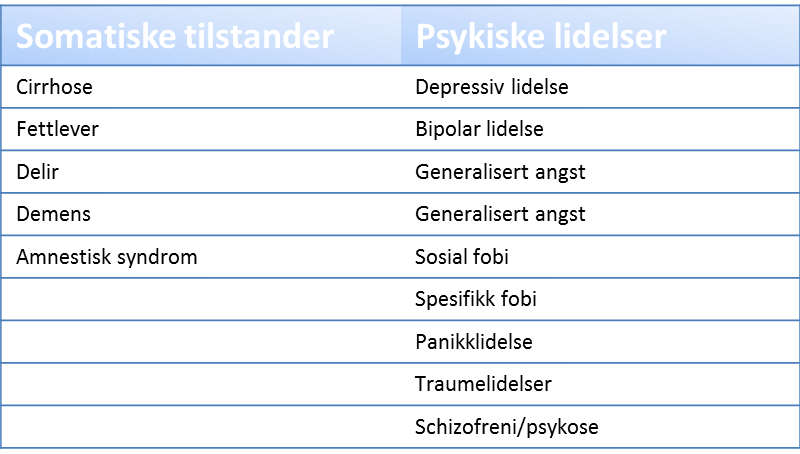 Somatiske tilstander Psykiske lidelser
Cirrhose Depressiv lidelse
Fettlever Bipolar lidelse
Delir Generalisert angst
Demens Generalisert angst
Amnestisk syndrom Sosial fobi
Spesifikk fobi
Panikklidelse
Traumelidelser
Schizofreni/psykose